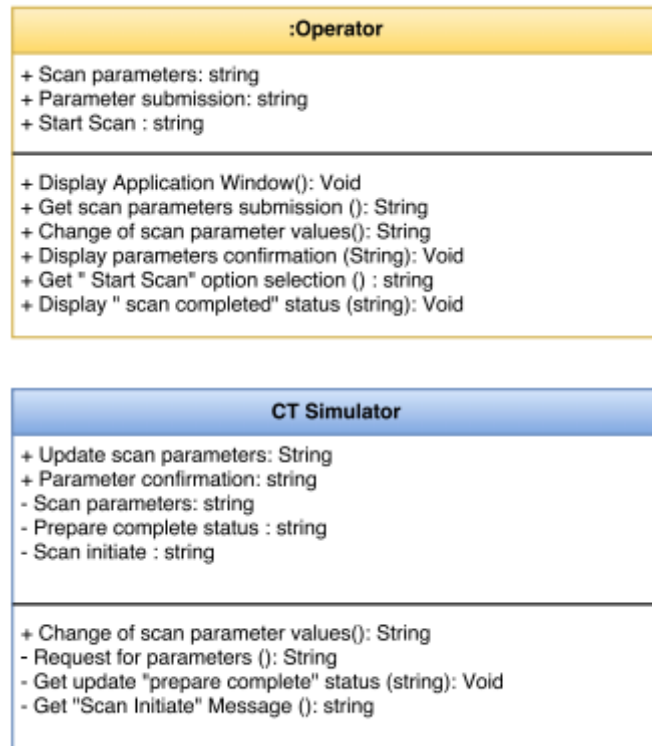 :Operator
+ Scan parameters: string
+ Parameter submission: string
+ Start Scan : string
+ Display Application Window(): Void
+ Get scan parameters submission (): String
+ Change of scan parameter values(): String
+ Display parameters confirmation (String): Void
+ Get " Start Scan" option selection () : string
+ Display " scan completed" status (string): Void
CT Simulator
+ Update scan parameters: String
+ Parameter confirmation: string
- Scan parameters: string
- Prepare complete status : string
- Scan initiate : string
+ Change of scan parameter values(): String
- Request for parameters (): String
- Get update "prepare complete" status (string): Void
- Get "Scan Initiate" Message (): string